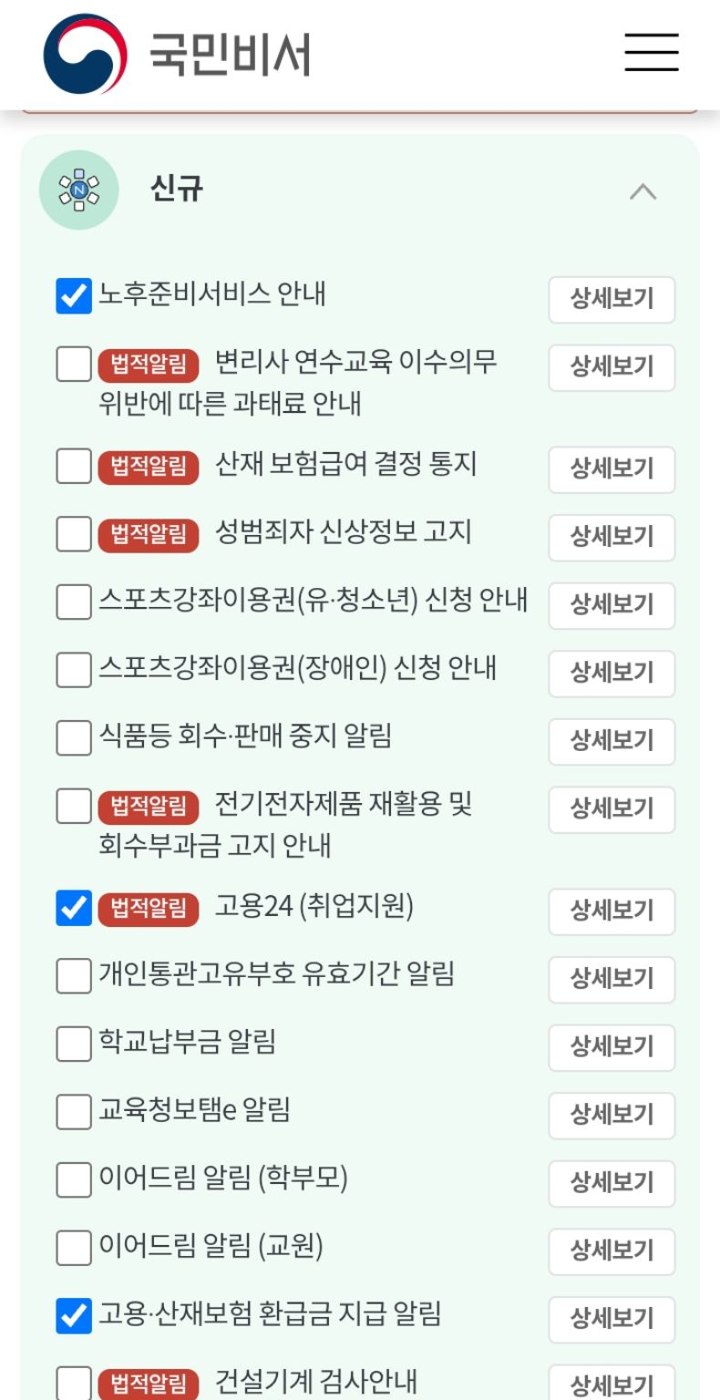 국민비서
N
신규
노후준비서비스 안내 상세보기
법적알림 변리사 연수교육 이수의무 상세보기
위반에 따른 과태료 안내
법적알림 산재 보험급여 결정 통지 상세보기
법적알림 성범죄자 신상정보 고지 상세보기
스포츠강좌이용권(유·청소년) 신청 안내 상세보기
스포츠강좌이용권(장애인) 신청 안내 상세보기
식품등 회수·판매 중지 알림 상세보기
법적알림 전기전자제품 재활용 및 상세보기
회수부과금 고지 안내
법적알림 고용24 (취업지원) 상세보기
개인통관고유부호 유효기간 알림 상세보기
학교납부금 알림 상세보기
교육청보탬e 알림 상세보기
이어드림 알림 (학부모) 상세보기
이어드림 알림 (교원) 상세보기
고용·산재보험 환급금 지급 알림 상세보기
법적알림 건설기계 검사안내 상세보기